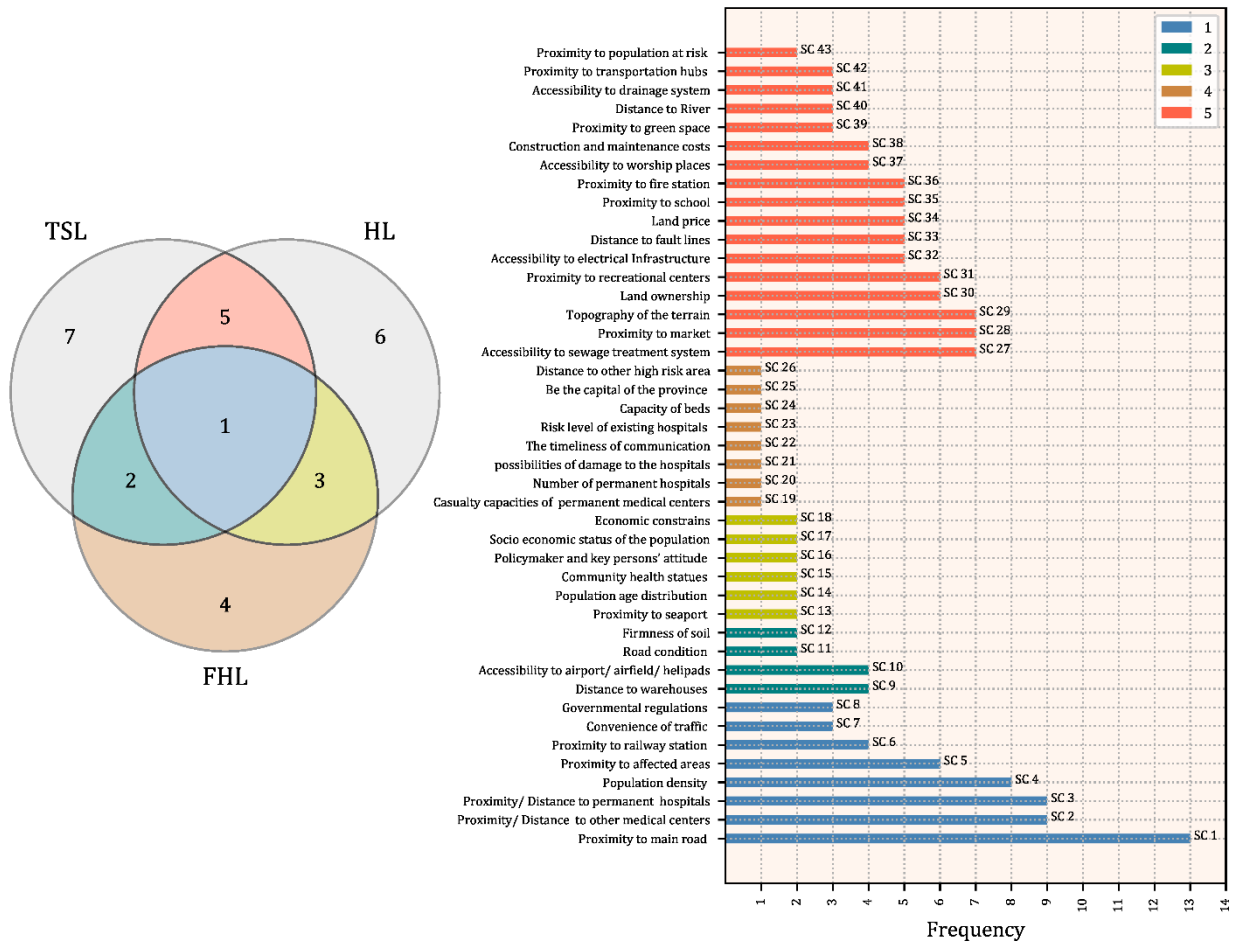 TSL
HL
7
5
6
1
2
3
4
FHL
1
2
3
4
5
Proximity to population at risk SC 43
Proximity to transportation hubs SC 42
Accessibility to drainage system SC 41
Distance to River SC 40
Proximity to green space SC 39
Construction and maintenance costs SC 38
Accessibility to worship places SC 37
Proximity to fire station SC 36
Proximity to school SC 35
Land price SC 34
Distance to fault lines SC 33
Accessibility to electrical Infrastructure SC 32
Proximity to recreational centers SC 31
Land ownership SC 30
Topography of the terrain SC 29
Proximity to market SC 28
Accessibility to sewage treatment system SC 27
Distance to other high risk area SC 26
Be the capital of the province SC 25
Capacity of beds SC 24
Risk level of existing hospitals SC 23
The timeliness of communication SC 22
possibilities of damage to the hospitals SC 21
Number of permanent hospitals SC 20
Casualty capacities of permanent medical centers SC 19
Economic constrains SC 18
Socio economic status of the population SC 17
Policymaker and key persons' attitude SC 16
Community health statues SC 15
Population age distribution SC 14
Proximity to seaport SC 13
Firmness of soil SC 12
Road condition SC 11
Accessibility to airport/ airfield/ helipads SC 10
Distance to warehouses SC 9
Governmental regulations SC 8
Convenience of traffic SC 7
Proximity to railway station SC 6
Proximity to affected areas SC 5
Population density SC 4
Proximity/ Distance to permanent hospitals SC 3
Proximity/ Distance to other medical centers SC 2
Proximity to main road SC 1
1 2 3 4 5 6 7 8 9 10 11 12 13 14
Frequency